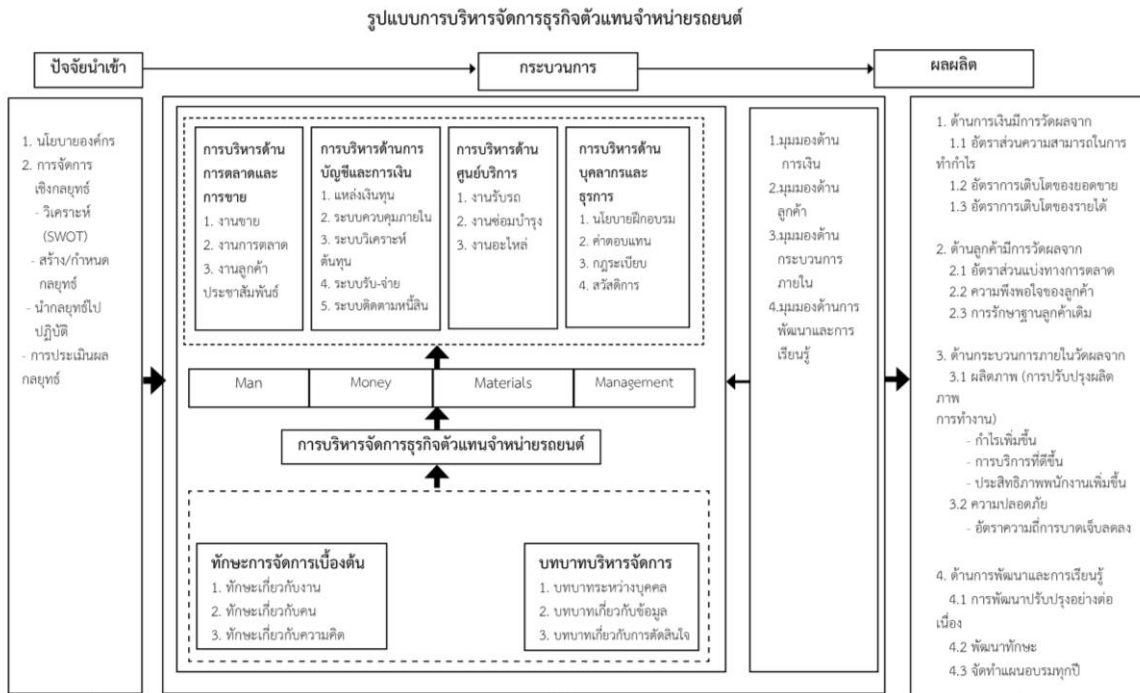 รูปแบบการบริหารจัดการธุรกิจตัวแทนจำหน่ายรถยนต์
ปัจจัยนำเข้า
กระบวนการ
ผลผลิต
1. นโยบายองค์กร
2. การจัดการ
เชิงกลยุทธ์
- วิเคราะห์
(SWOT)
- สร้าง/กำหนด
กลยุทธ์
- นำกลยุทธ์ไป
ปฏิบัติ
- การประเมินผล
กลยุทธ์
การบริหารด้าน
การตลาดและ
การขาย
1. งานขาย
2. งานการตลาด
3. งานลูกค้า
ประชาสัมพันธ์
การบริหารด้านการ
บัญชีและการเงิน
1. แหล่งเงินทุน
2. ระบบควบคุมภายใน
3. ระบบวิเคราะห์
ต้นทุน
4. ระบบรับ-จ่าย
5. ระบบติดตามหนี้สิน
การบริหารด้าน
ศูนย์บริการ
1. งานรับรถ
2. งานซ่อมบำรุง
3. งานอะไหล่
การบริหารด้าน
บุคลากรและ
ธุรการ
1. นโยบายฝึกอบรม
2. ค่าตอบแทน
3. กฎระเบียบ
4. สวัสดิการ
Man
Money
Materials
Management
การบริหารจัดการธุรกิจตัวแทนจำหน่ายรถยนต์
ทักษะการจัดการเบื้องต้น
1. ทักษะเกี่ยวกับงาน
2. ทักษะเกี่ยวกับคน
3. ทักษะเกี่ยวกับความคิด
บทบาทบริหารจัดการ
1. บทบาทระหว่างบุคคล
2. บทบาทเกี่ยวกับข้อมูล
3. บทบาทเกี่ยวกับการตัดสินใจ
1.มุมมองด้าน
การเงิน
2.มุมมองด้าน
ลูกค้า
3.มุมมองด้าน
กระบวนการ
ภายใน
4.มุมมองด้านการ
พัฒนาและการ
เรียนรู้
1. ด้านการเงินมีการวัดผลจาก
1.1 อัตราส่วนความสามารถในการ
ทำกำไร
1.2 อัตราการเติบโตของยอดขาย
1.3 อัตราการเติบโตของรายได้
2. ด้านลูกค้ามีการวัดผลจาก
2.1 อัตราส่วนแบ่งทางการตลาด
2.2 ความพึงพอใจของลูกค้า
2.3 การรักษาฐานลูกค้าเดิม
3. ด้านกระบวนการภายในวัดผลจาก
3.1 ผลิตภาพ (การปรับปรุงผลิต
ภาพ
การทำงาน)
- กำไรเพิ่มขึ้น
- การบริการที่ดีขึ้น
- ประสิทธิภาพพนักงานเพิ่มขึ้น
3.2 ความปลอดภัย
- อัตราความถี่การบาดเจ็บลดลง
4. ด้านการพัฒนาและการเรียนรู้
4.1 การพัฒนาปรับปรุงอย่างต่อ
เนื่อง
4.2 พัฒนาทักษะ
4.3 จัดทำแผนอบรมทุกปี